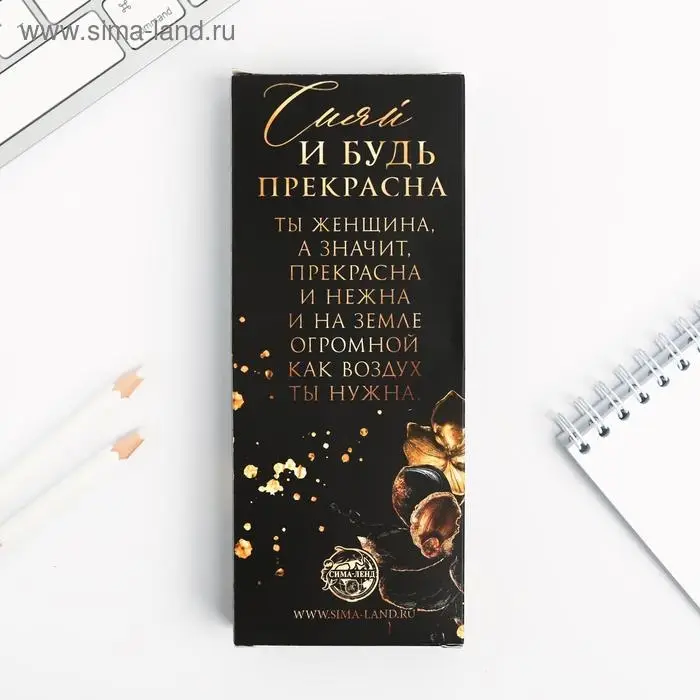 www.sima-land.ru
command
Сияй
И БУДЬ
ПРЕКРАСНА
ТЫ ЖЕНЩИНА,
А ЗНАЧИТ,
ПРЕКРАСНА
И НЕЖНА
И НА ЗЕМЛЕ
ОГРОМНОЙ
КАК ВОЗДУХ
ТЫ НУЖНА.
СИМА-ЛЕНД
WWW.SIMA-LAND.RU